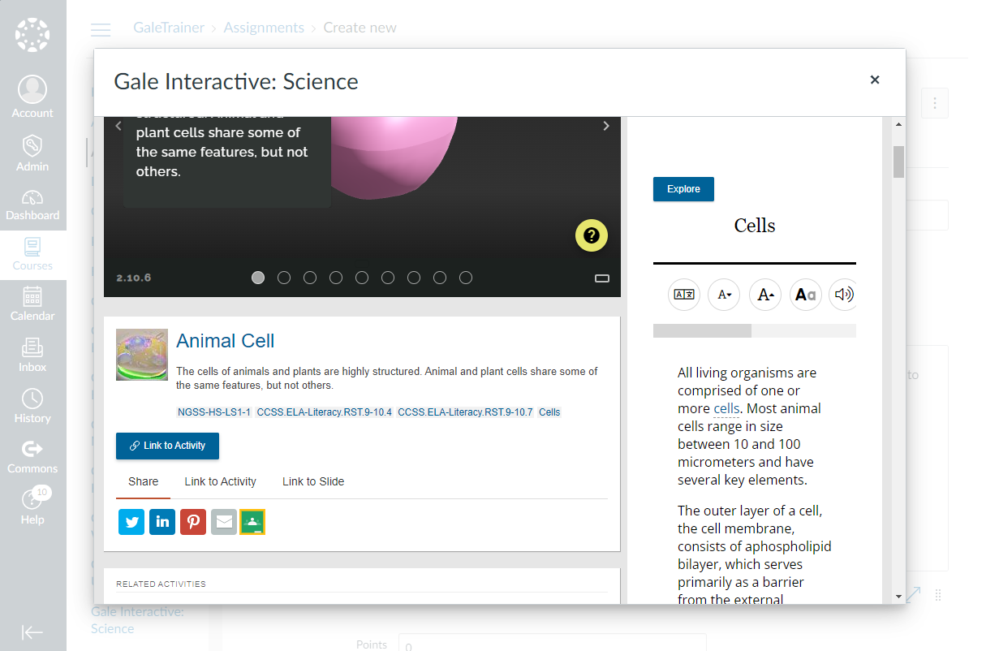 GaleTrainer › Assignments › Create new
Account
Admin
Dashboard
Courses
Calendar
Inbox
History
Commons
10
Help
Gale Interactive: Science
×
plant cells share some of
the same features, but not
others.
?
2.10.6
Animal Cell
The cells of animals and plants are highly structured. Animal and plant cells share some of
the same features, but not others.
NGSS-HS-LS1-1 CCSS.ELA-Literacy.RST.9-10.4 CCSS.ELA-Literacy.RST.9-10.7 Cells
Link to Activity
Share Link to Activity Link to Slide
in
RELATED ACTIVITIES
Explore
Cells
A A A Aa
All living organisms are
comprised of one or
more cells. Most animal
cells range in size
between 10 and 100
micrometers and have
several key elements.
The outer layer of a cell,
the cell membrane,
consists of aphospholipid
bilayer, which serves
primarily as a barrier
from the external
to
Gale Interactive:
Science
Points 0